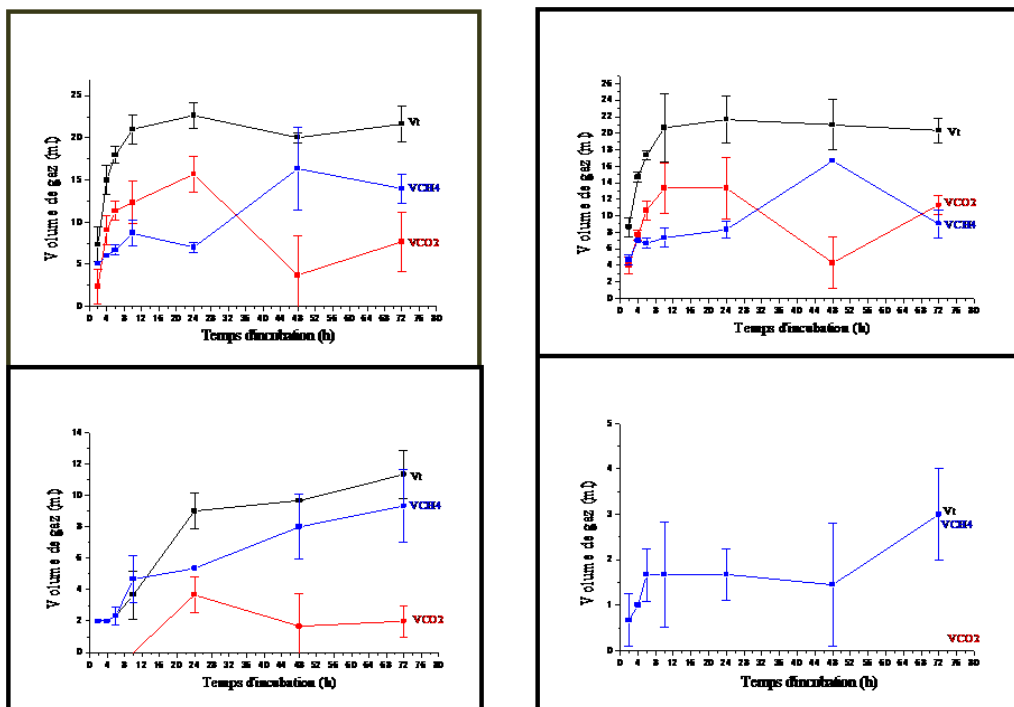 V olume de gaz (ml)
25
20
15
10
5
0
Vt
VCH4
VCO2
0 4 8 12 16 20 24 28 32 36 40 44 48 52 56 60 64 68 72 76 80
Temps d'incubation (h)
V olume de gaz (ml)
26
24
22
20
18
16
14
12
10
8
6
4
2
0
Vt
VCO2
VCH4
0 4 8 12 16 20 24 28 32 36 40 44 48 52 56 60 64 68 72 76 80
Temps d'incubation (h)
V olume de gaz (ml)
14
12
10
8
6
4
2
0
Vt
VCH4
VCO2
0 4 8 12 16 20 24 28 32 36 40 44 48 52 56 60 64 68 72 76 80
Temps d'incubation (h)
V olume de gaz (ml)
5
4
3
2
1
0
Vt
VCH4
VCO2
0 4 8 12 16 20 24 28 32 36 40 44 48 52 56 60 64 68 72 76 80
Temps d'incubation (h)